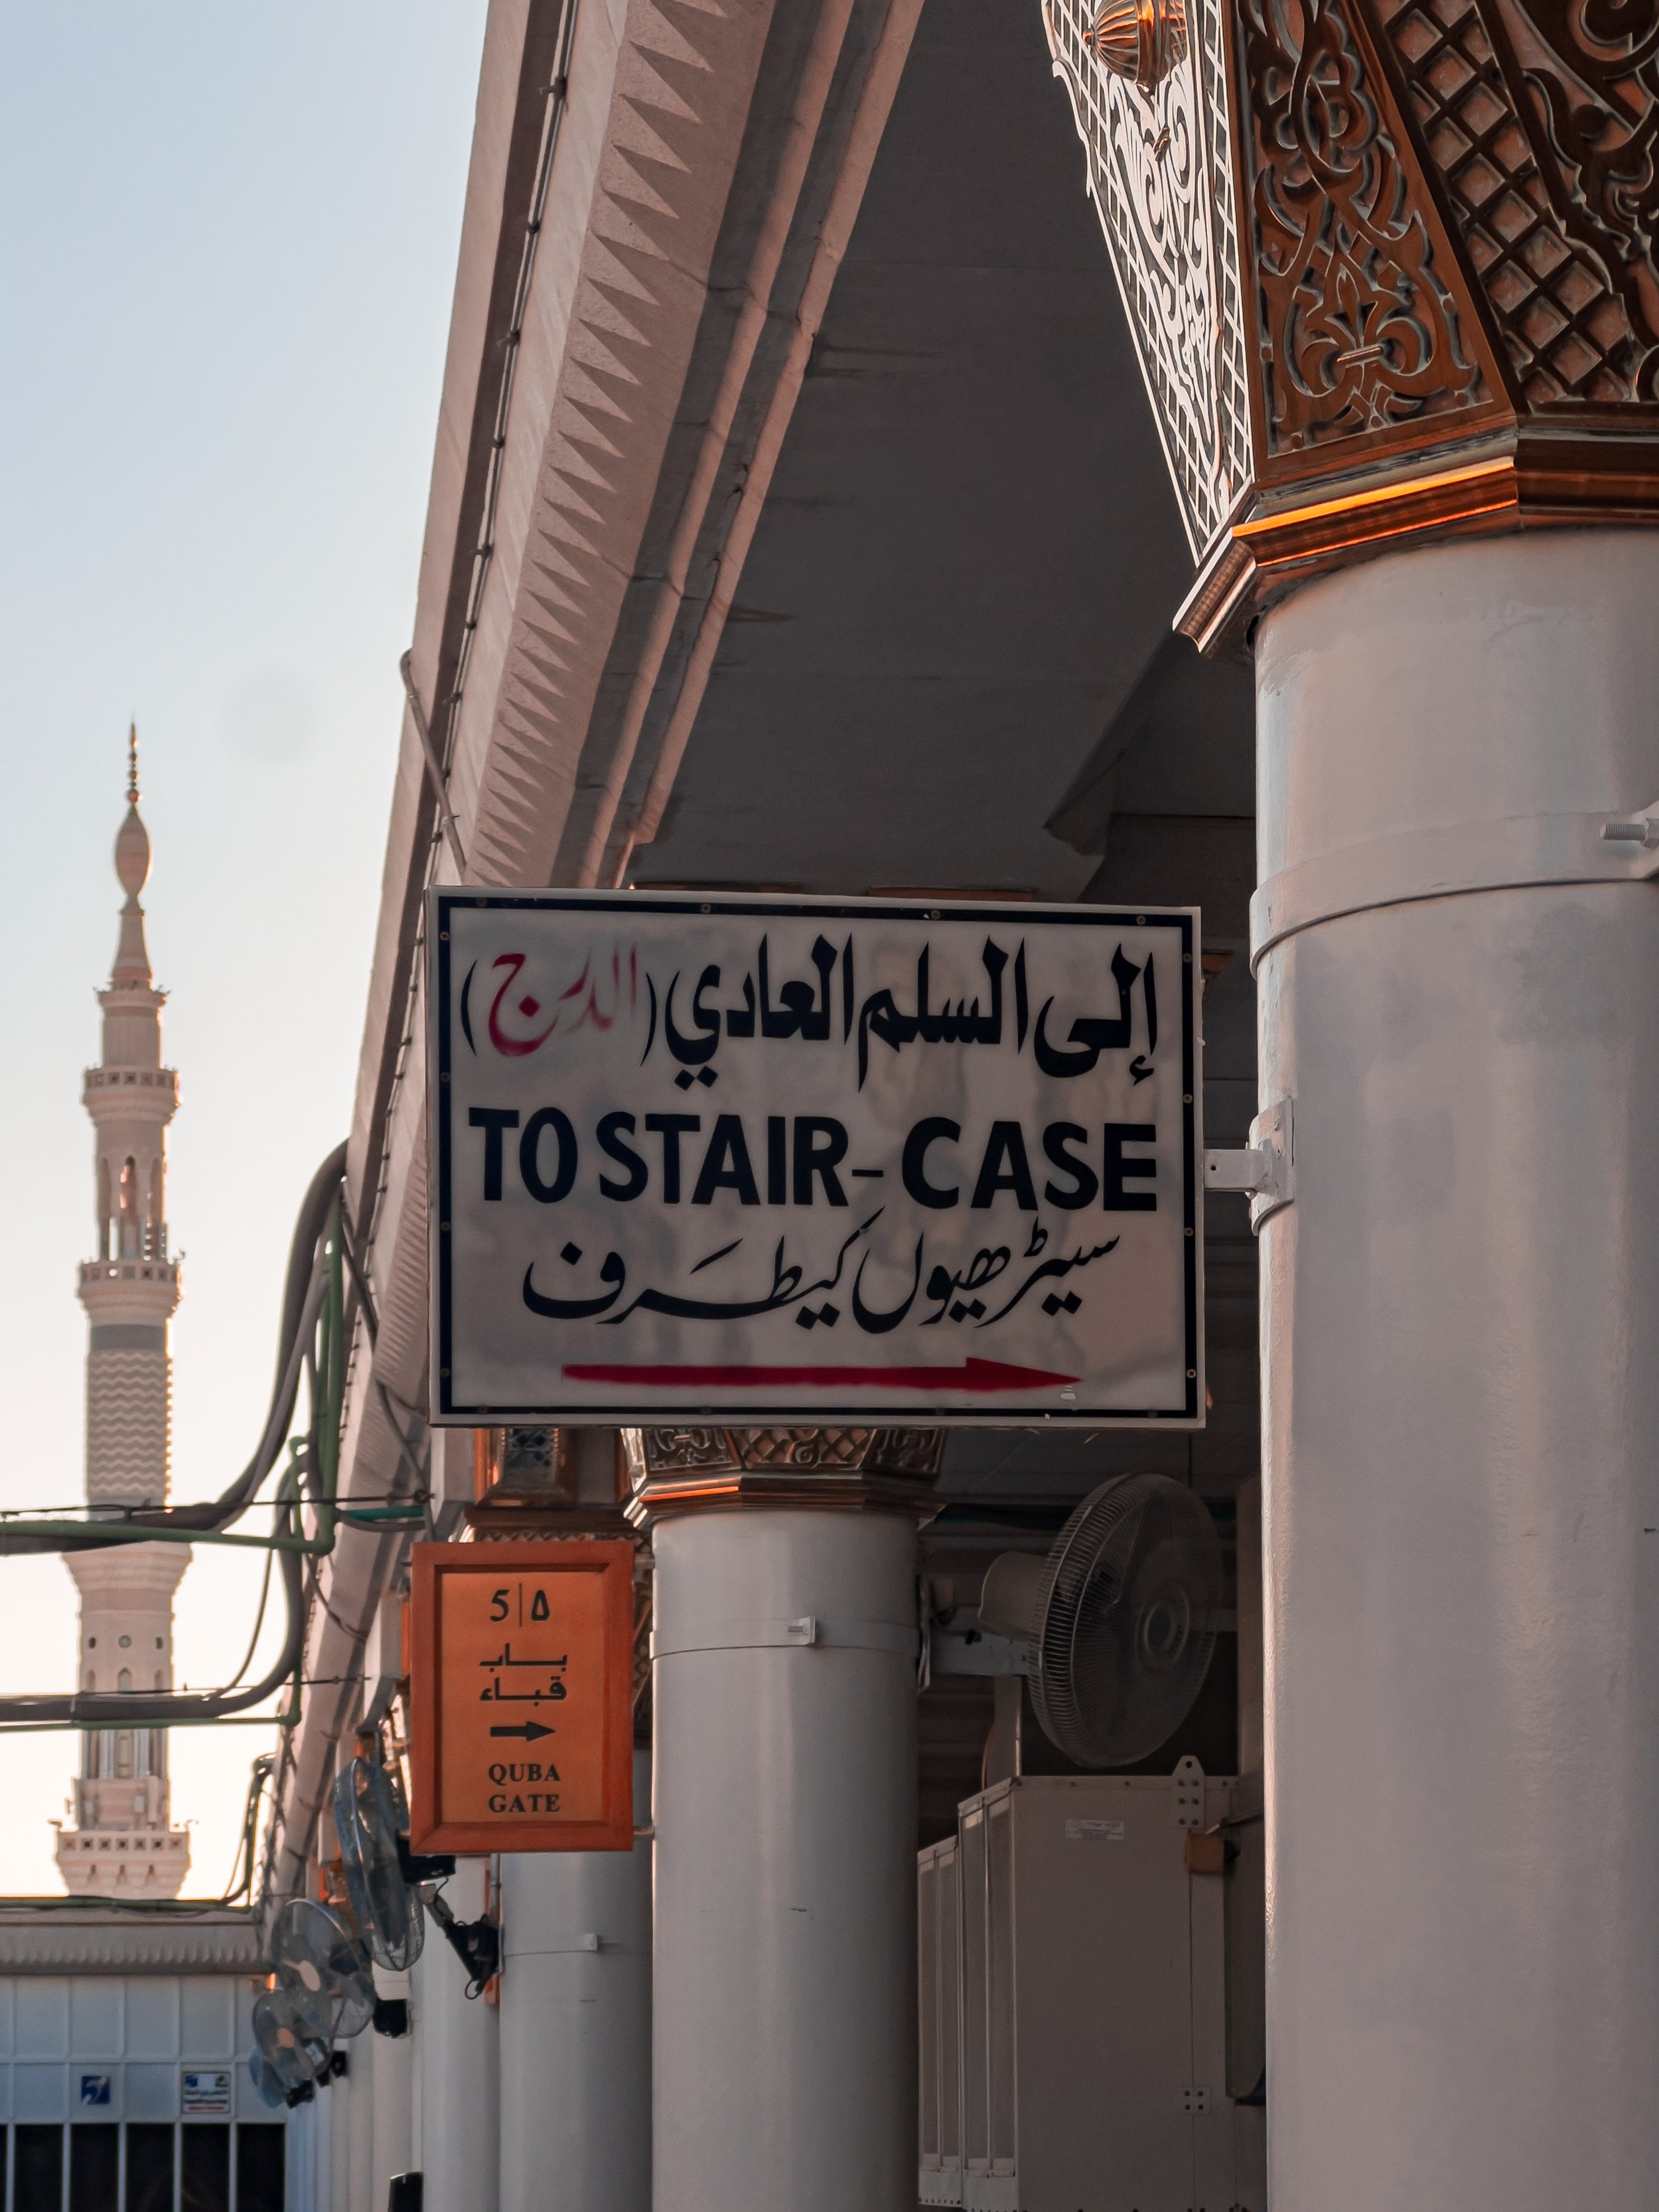 إلى السلم العادي (الدرج)
TO STAIR-CASE
سیڑھیوں کیطرف
5|٥
باب
قباء
QUBA
GATE